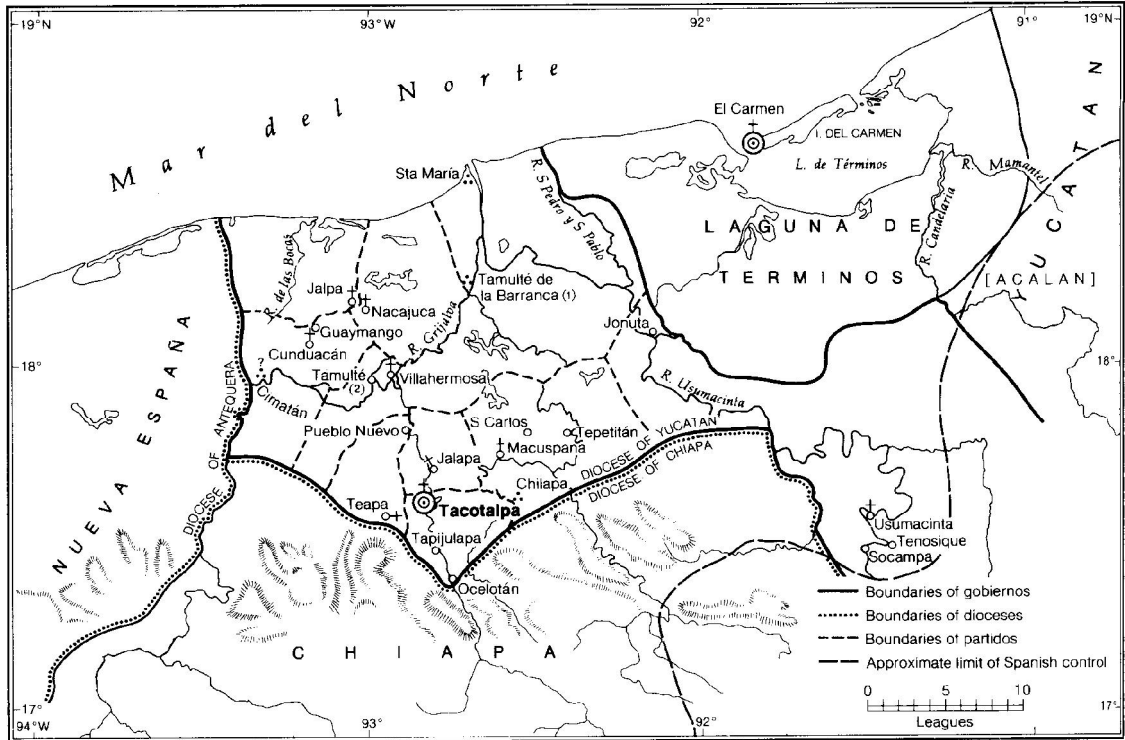 19°N
93°W
92°
91°
19°N
Mar del Norte
El Carmen
I. DEL CARMEN
L. de Términos
R. Mamantel
R. Candelaria
LAGUNA DE
TERMINOS
YUCATAN
[ACALAN]
Sta María
R. S Pedro y S Pablo
R. de las Bocas
Jalpa
Nacajuca
Tamulté de
la Barranca (1)
Guaymango
R. Grijalva
Jonuta
Cunduacán
18°
18°
?
Cimatán
Tamulté
(2)
Villahermosa
R. Usumacinta
NUEVA ESPAÑA
DIOCESE OF ANTEQUERA
Pueblo Nuevo
S Carlos
Tepetitán
Macuspana
DIOCESE OF YUCATAN
DIOCESE OF CHIAPA
Jalapa
Chilapa
Teapa
Tacotalpa
Tapijulapa
Ocelotán
Usumacinta
Tenosique
Socampa
CHIAPA
Boundaries of gobiernos
Boundaries of dioceses
Boundaries of partidos
Approximate limit of Spanish control
0 5 10
Leagues
17°
94°W
93°
92°
17°